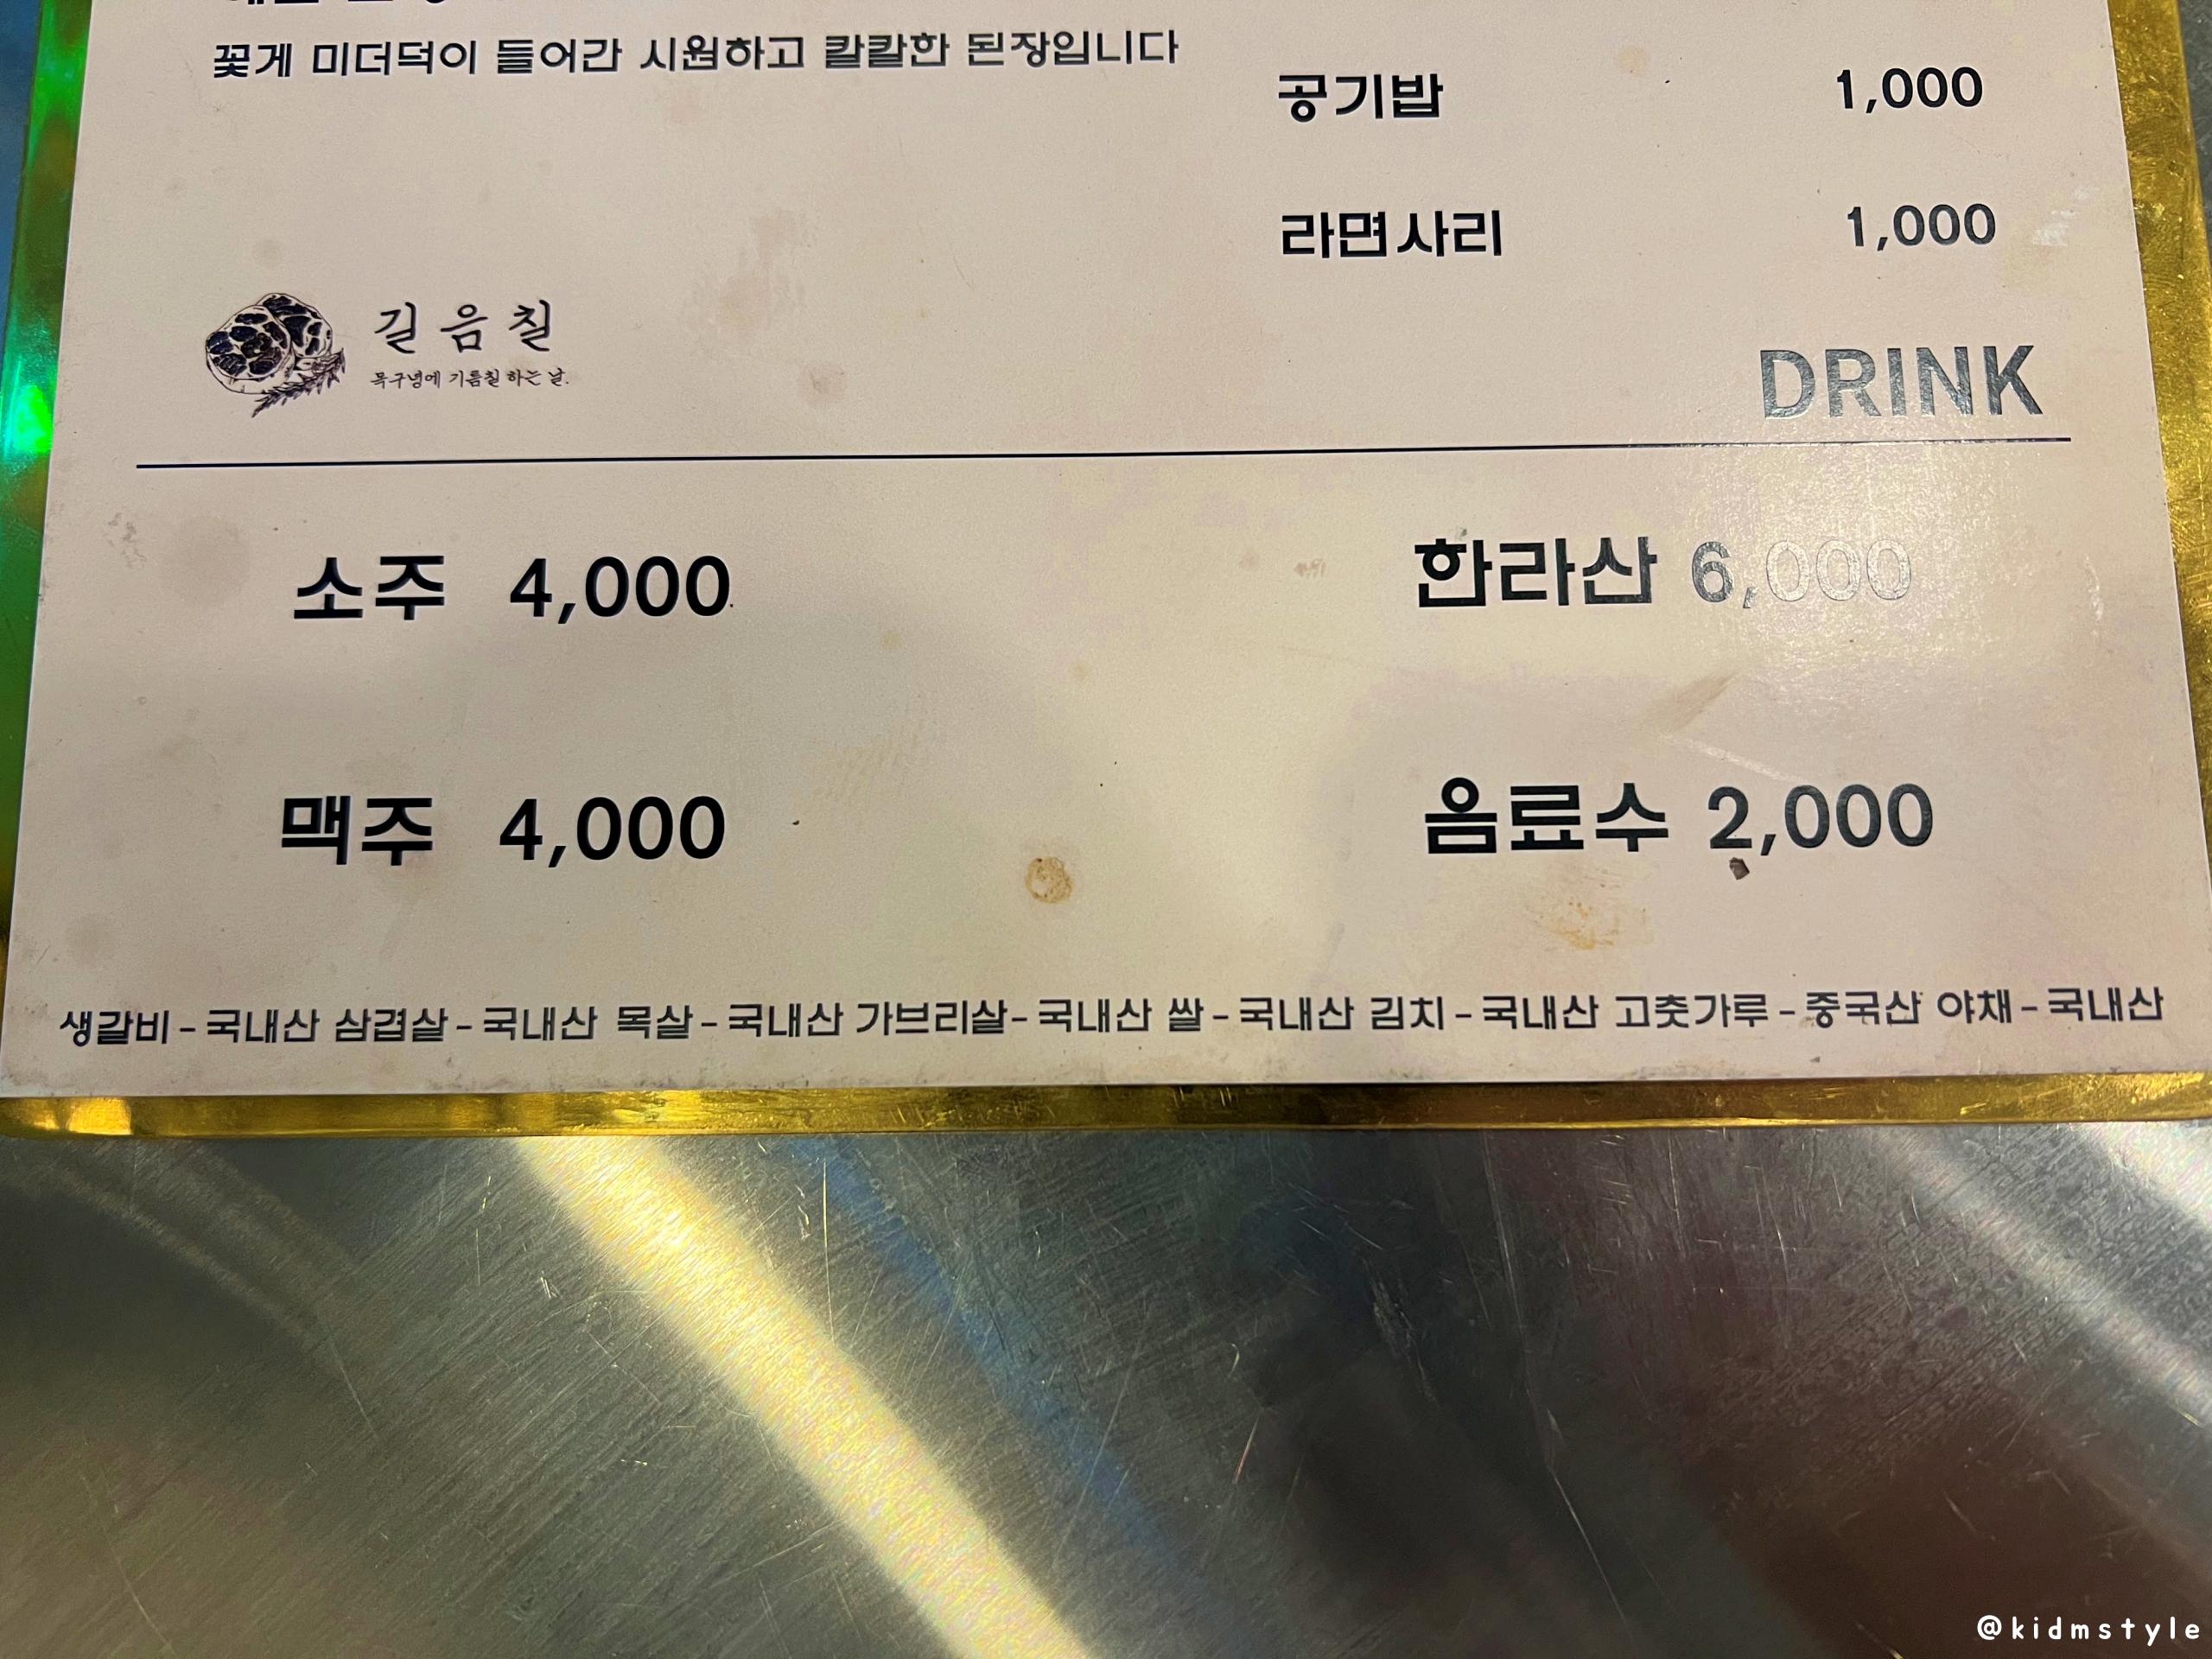 꽃게 미더덕이 들어간 시원하고 칼칼한 된장입니다
공기밥 1,000
라면사리 1,000
길음칠
목구녕에 기름칠 하는 날.
DRINK
소주 4,000
한라산 6,000
맥주 4,000
음료수 2,000
생갈비-국내산 삼겹살-국내산 목살-국내산 가브리살-국내산 쌀-국내산 김치-국내산 고춧가루-중국산 야채-국내산
@kidmstyle